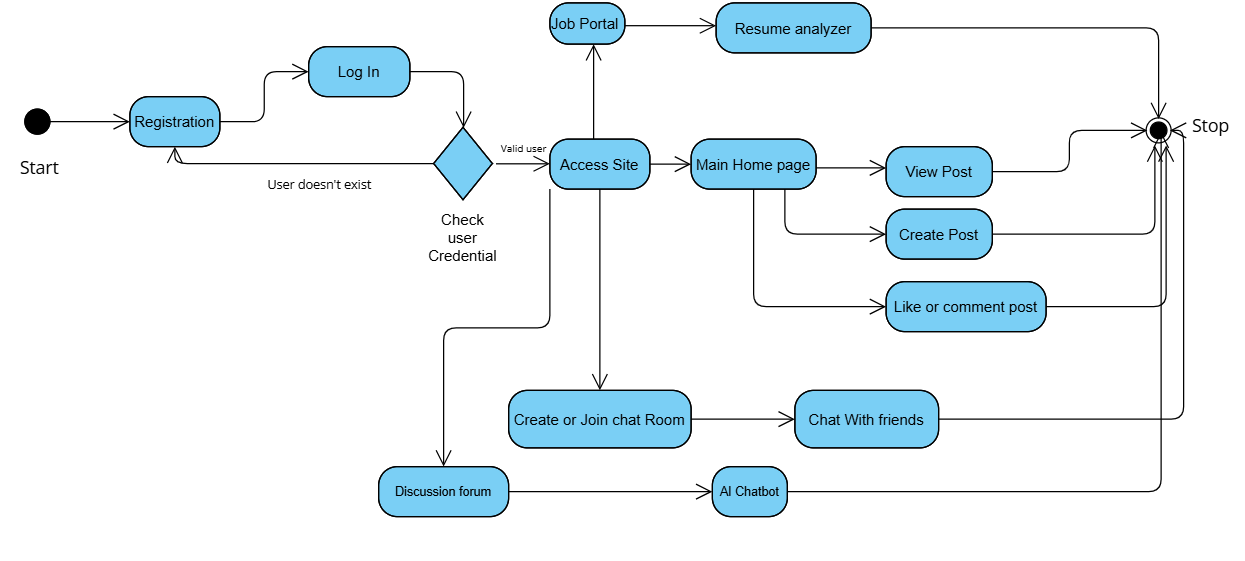 Job Portal
Resume analyzer
Log In
Registration
Stop
Start
Valid user
Access Site
Main Home page
View Post
User doesn't exist
Check
user
Credential
Create Post
Like or comment post
Create or Join chat Room
Chat With friends
Discussion forum
AI Chatbot